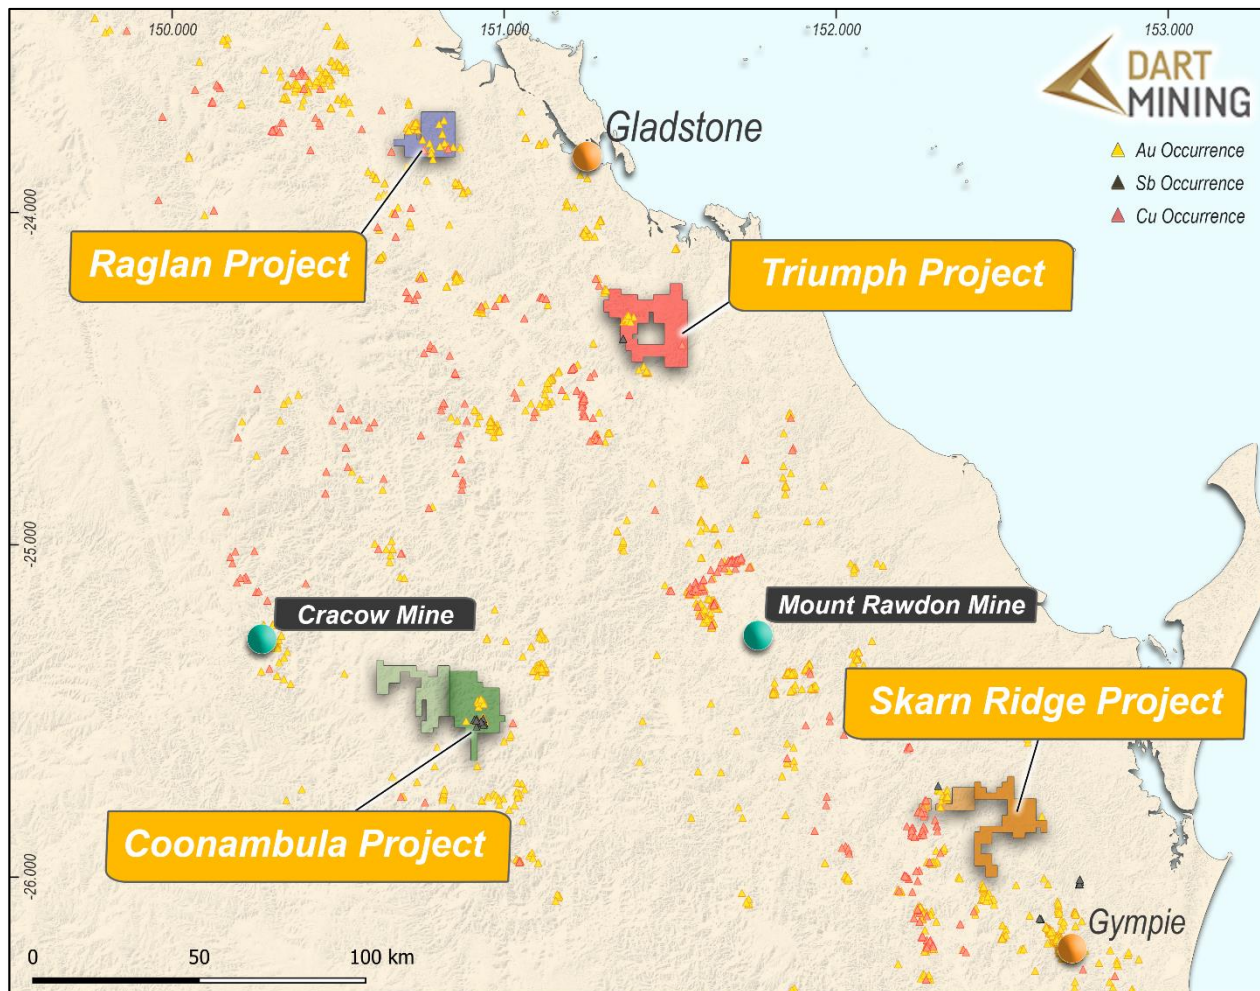 150.000
151.000
152.000
153.000
DART
MINING
Gladstone
Au Occurrence
Sb Occurrence
Cu Occurrence
-24.000
Raglan Project
Triumph Project
-25.000
Cracow Mine
Mount Rawdon Mine
Skarn Ridge Project
Coonambula Project
-26.000
Gympie
0 50 100 km